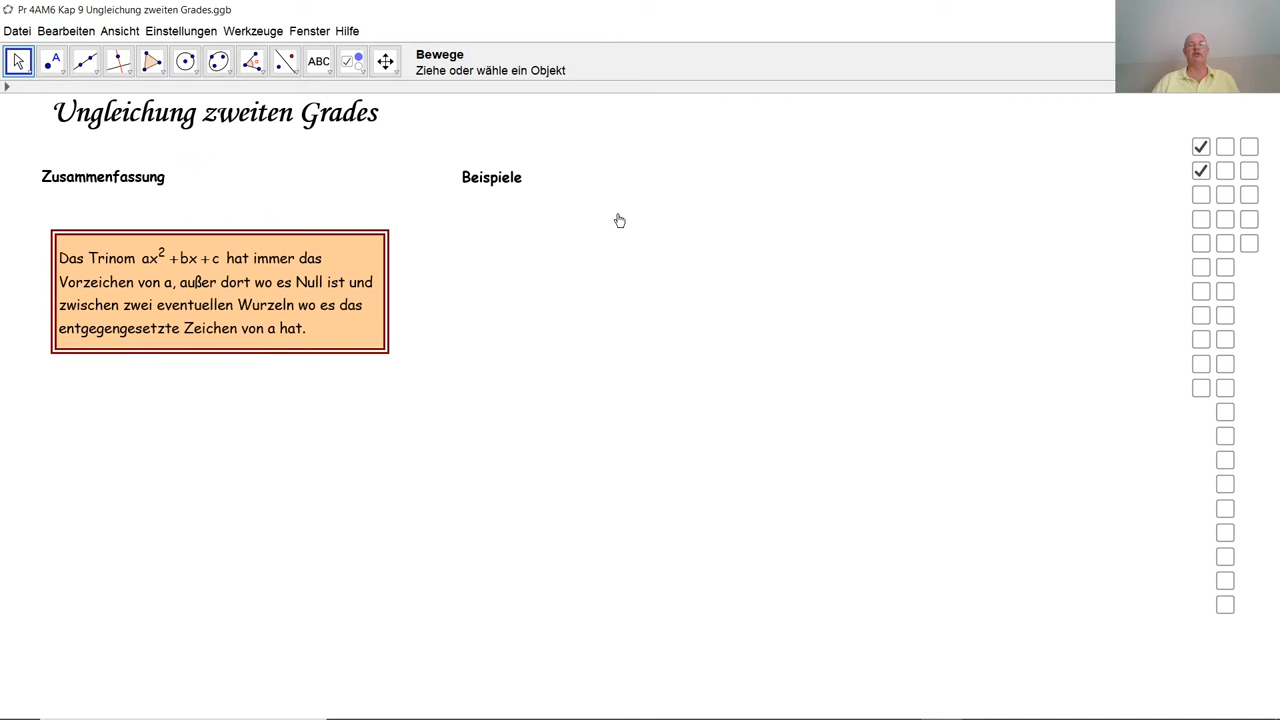 Pr 4AM6 Kap 9 Ungleichung zweiten Grades.ggb
Datei Bearbeiten Ansicht Einstellungen Werkzeuge Fenster Hilfe
A
ABC
Bewege
Ziehe oder wähle ein Objekt
Ungleichung zweiten Grades
Zusammenfassung
Beispiele
Das Trinom ax² + bx + c hat immer das
Vorzeichen von a, außer dort wo es Null ist und
zwischen zwei eventuellen Wurzeln wo es das
entgegengesetzte Zeichen von a hat.